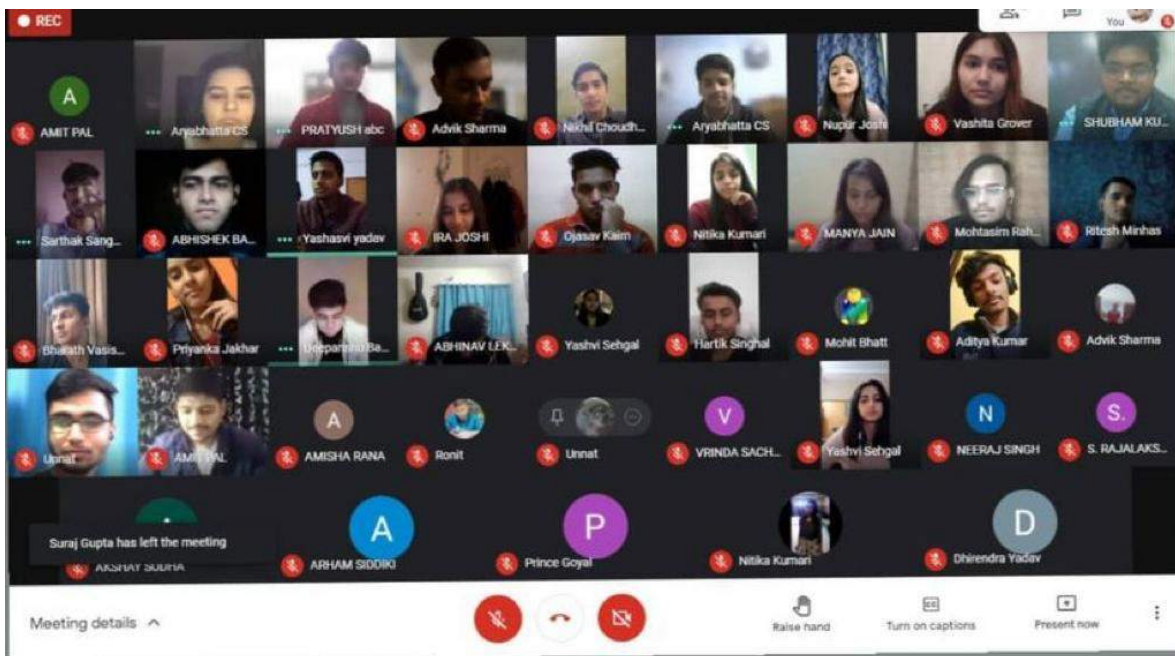 REC
You
A
AMIT PAL
Aryabhatta CS
PRATYUSH abc
Advik Sharma
Nikhil Choudh...
Aryabhatta CS
Nupur Joshi
Vashita Grover
SHUBHAM KU...
Sarthak Sang...
ABHISHEK BA...
Yashasvi yadav
IRA JOSHI
Ojasav Kaim
Nitika Kumari
MANYA JAIN
Mohtasim Rah...
Ritesh Minhas
Bharath Vasis...
Priyanka Jakhar
Deepanshu Ba...
ABHINAV LEK...
Yashvi Sehgal
Hartik Singhal
Mohit Bhatt
Aditya Kumar
Advik Sharma
Unnat
AMIT PAL
A
AMISHA RANA
Ronit
Unnat
V
VRINDA SACH...
Yashvi Sehgal
N
NEERAJ SINGH
S.
S. RAJALAKS...
Suraj Gupta has left the meeting
AKSHAY SUDHA
A
ARHAM SIDDIKI
P
Prince Goyal
Nitika Kumari
D
Dhirendra Yadav
Meeting details
Raise hand
Turn on captions
Present now